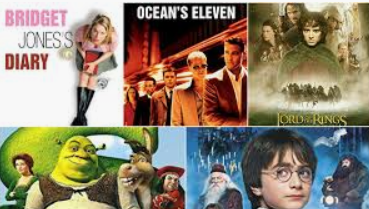 BRIDGET
JONES'S
DIARY
OCEAN'S ELEVEN
LORD OF THE RINGS